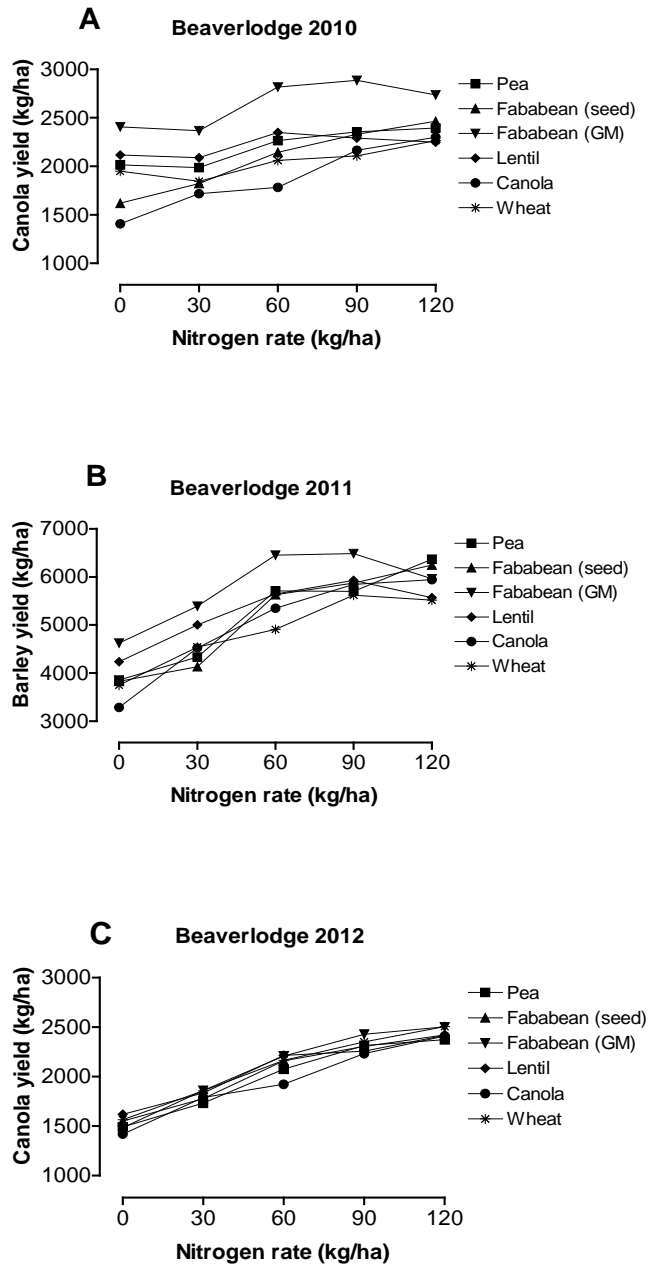 A
Beaverlodge 2010
Canola yield (kg/ha)
3000
2500
2000
1500
1000
0 30 60 90 120
Nitrogen rate (kg/ha)
Pea
Fababean (seed)
Fababean (GM)
Lentil
Canola
Wheat
B
Beaverlodge 2011
Barley yield (kg/ha)
7000
6000
5000
4000
3000
0 30 60 90 120
Nitrogen rate (kg/ha)
Pea
Fababean (seed)
Fababean (GM)
Lentil
Canola
Wheat
C
Beaverlodge 2012
Canola yield (kg/ha)
3000
2500
2000
1500
1000
0 30 60 90 120
Nitrogen rate (kg/ha)
Pea
Fababean (seed)
Fababean (GM)
Lentil
Canola
Wheat